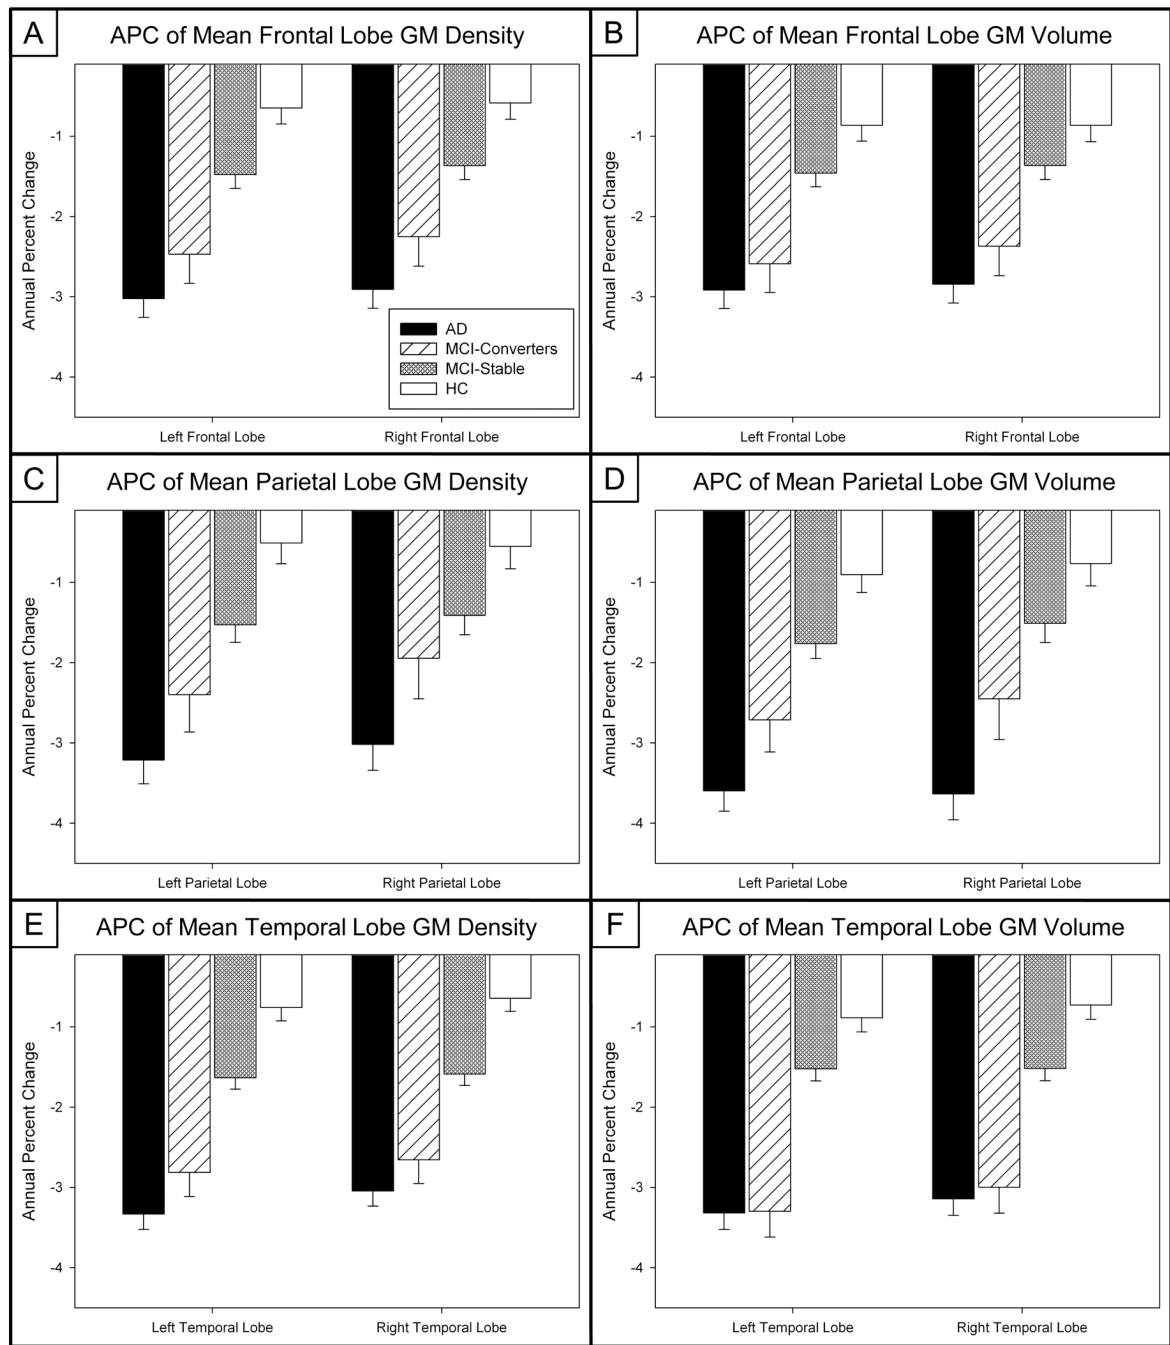 A
APC of Mean Frontal Lobe GM Density
Annual Percent Change
-1
-2
-3
-4
AD
MCI-Converters
MCI-Stable
HC
Left Frontal Lobe
Right Frontal Lobe
B
APC of Mean Frontal Lobe GM Volume
Annual Percent Change
-1
-2
-3
-4
Left Frontal Lobe
Right Frontal Lobe
C
APC of Mean Parietal Lobe GM Density
Annual Percent Change
-1
-2
-3
-4
Left Parietal Lobe
Right Parietal Lobe
D
APC of Mean Parietal Lobe GM Volume
Annual Percent Change
-1
-2
-3
-4
Left Parietal Lobe
Right Parietal Lobe
E
APC of Mean Temporal Lobe GM Density
Annual Percent Change
-1
-2
-3
-4
Left Temporal Lobe
Right Temporal Lobe
F
APC of Mean Temporal Lobe GM Volume
Annual Percent Change
-1
-2
-3
-4
Left Temporal Lobe
Right Temporal Lobe